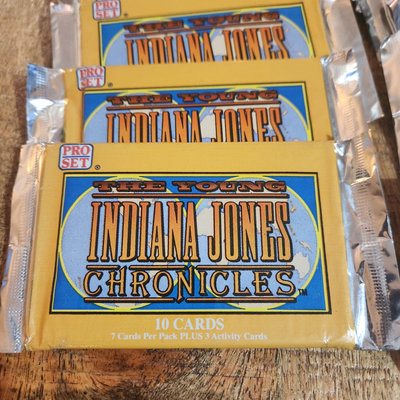 PRO
SET
®
THE YOUNG
INDIANA JONES
PRO
SET
®
THE YOUNG
INDIANA JONES
PRO
SET
®
THE YOUNG
INDIANA JONES
CHRONICLES
TM
10 CARDS
7 Cards Per Pack PLUS 3 Activity Cards